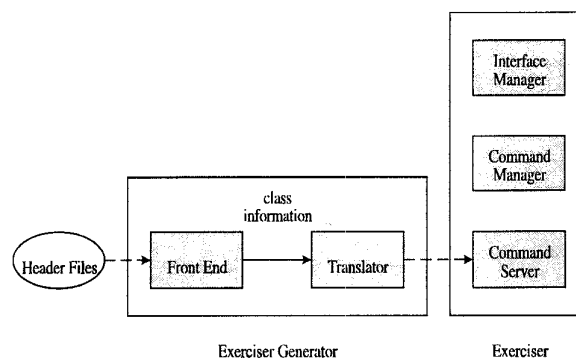 Interface
Manager
Command
Manager
class
information
Header Files
Front End
Translator
Command
Server
Exerciser Generator
Exerciser